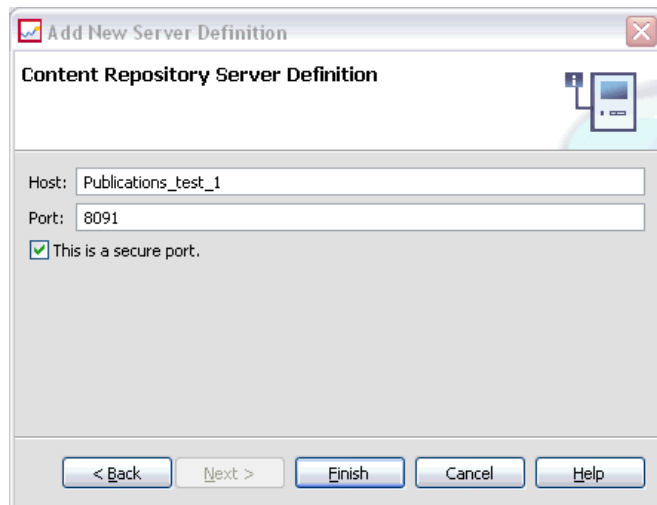 Add New Server Definition
Content Repository Server Definition
Host: Publications_test_1
Port: 8091
This is a secure port.
< Back Next > Finish Cancel Help